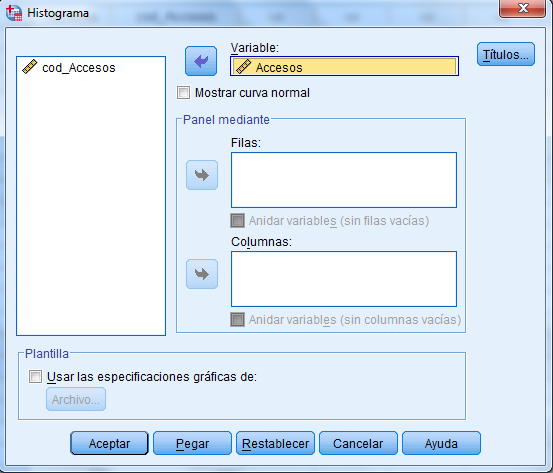 Histograma
cod_Accesos
Variable:
Accesos
Títulos...
Mostrar curva normal
Panel mediante
Filas:
Anidar variables (sin filas vacías)
Columnas:
Anidar variables (sin columnas vacías)
Plantilla
Usar las especificaciones gráficas de:
Archivo...
Aceptar
Pegar
Restablecer
Cancelar
Ayuda